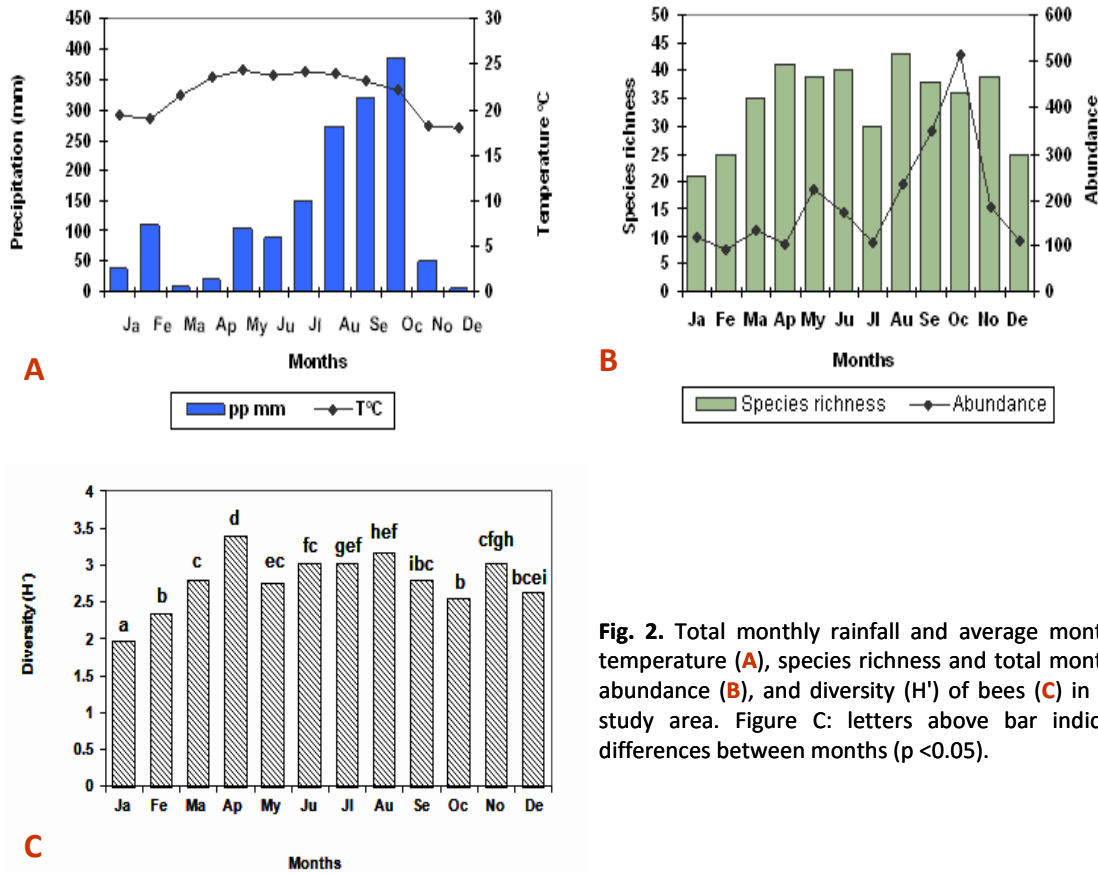 450
400
350
300
250
200
150
100
50
0
Precipitation (mm)
30
25
20
15
10
5
0
Temperature ºC
Ja Fe Ma Ap My Ju Jl Au Se Oc No De
Months
A
pp mm TºC
50
45
40
35
30
25
20
15
10
5
0
Species richness
600
500
400
300
200
100
0
Abundance
Ja Fe Ma Ap My Ju Jl Au Se Oc No De
Months
B
Species richness Abundance
4
3.5
3
2.5
2
1.5
1
0.5
0
Diversity (H')
a b c d ec fc gef hef ibc b cfgh bcei
Ja Fe Ma Ap My Ju Jl Au Se Oc No De
Months
C
Fig. 2. Total monthly rainfall and average mont
temperature (A), species richness and total mont
abundance (B), and diversity (H') of bees (C) in
study area. Figure C: letters above bar indic
differences between months (p <0.05).